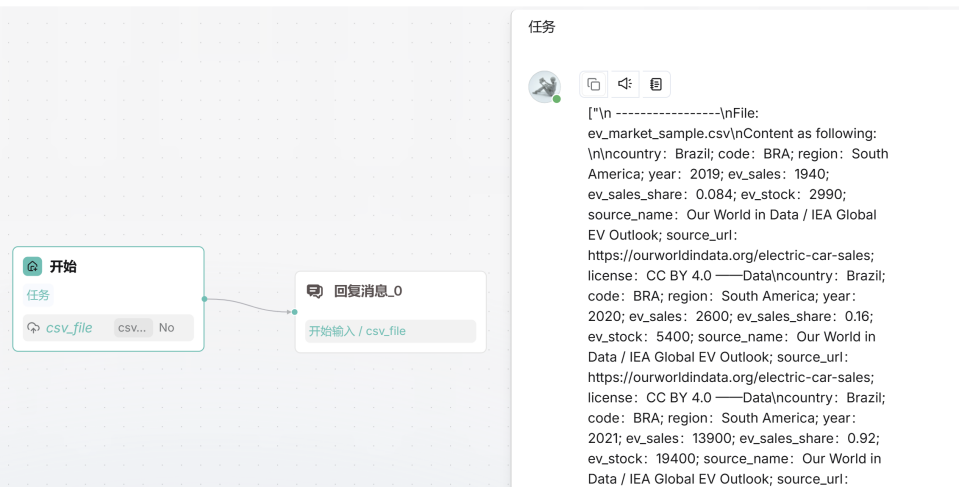 任务
["\n -----------------\nFile:
ev_market_sample.csv\nContent as following:
\n\ncountry：Brazil; code：BRA; region：South
America; year：2019; ev_sales：1940;
ev_sales_share：0.084; ev_stock：2990;
source_name：Our World in Data / IEA Global
EV Outlook; source_url：
https://ourworldindata.org/electric-car-sales;
license：CC BY 4.0 ——Data\ncountry：Brazil;
code：BRA; region：South America; year：
2020; ev_sales：2600; ev_sales_share：0.16;
ev_stock：5400; source_name：Our World in
Data / IEA Global EV Outlook; source_url：
https://ourworldindata.org/electric-car-sales;
license：CC BY 4.0 ——Data\ncountry：Brazil;
code：BRA; region：South America; year：
2021; ev_sales：13900; ev_sales_share：0.92;
ev_stock：19400; source_name：Our World in
Data / IEA Global EV Outlook; source_url：
开始
任务
csv_file csv... No
回复消息_0
开始输入 / csv_file